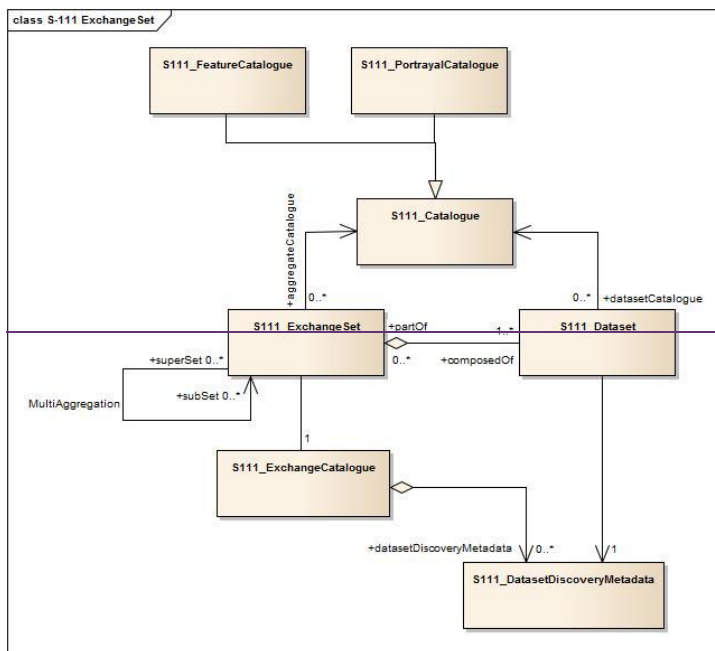 class S-111 ExchangeSet
S111_FeatureCatalogue
S111_PortrayalCatalogue
S111_Catalogue
+aggregateCatalogue
0..*
0..*
+datasetCatalogue
S111_ExchangeSet
+partOf
1..*
S111_Dataset
+superSet 0..*
0..*
+composedOf
+subSet 0..*
MultiAggregation
1
S111_ExchangeCatalogue
+datasetDiscoveryMetadata
0..*
1
S111_DatasetDiscoveryMetadata